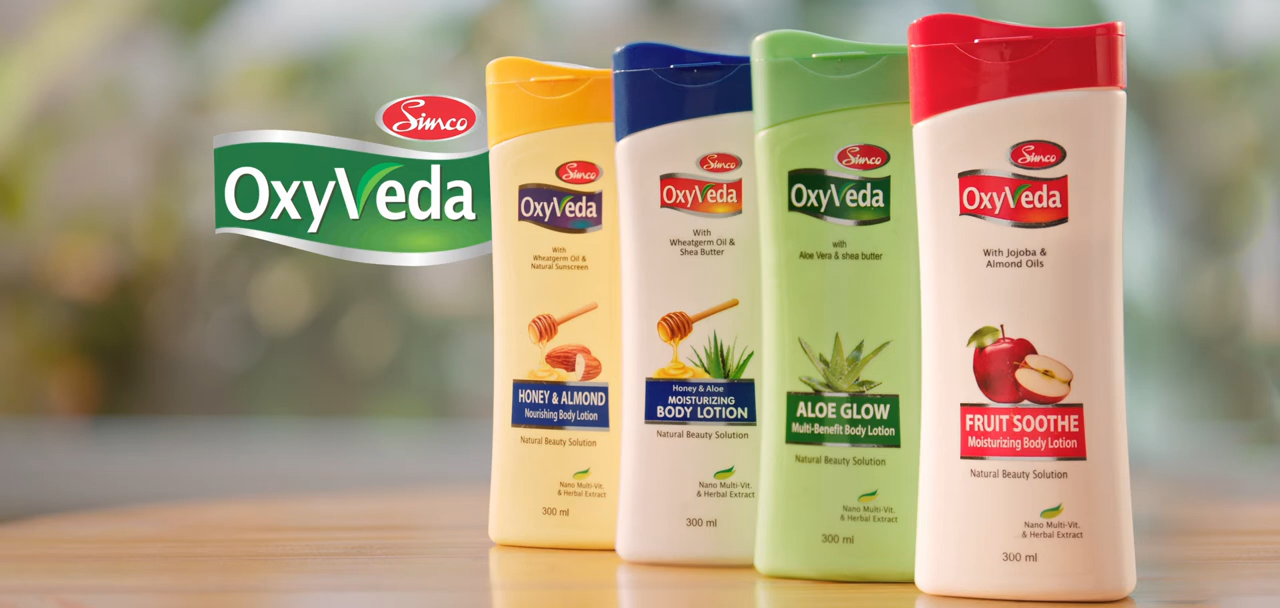 Simco
OxyVeda
Simco
OxyVeda
With
Wheatgerm Oil &
Natural Sunscreen
HONEY & ALMOND
Nourishing Body Lotion
Natural Beauty Solution
Nano Multi-Vit.
& Herbal Extract
300 ml
Simco
OxyVeda
With
Wheatgerm Oil &
Shea Butter
Honey & Aloe
MOISTURIZING
BODY LOTION
Natural Beauty Solution
Nano Multi-Vit.
& Herbal Extract
300 ml
Simco
OxyVeda
with
Aloe Vera & shea butter
ALOE GLOW
Multi-Benefit Body Lotion
Natural Beauty Solution
Nano Multi-Vit.
& Herbal Extract
300 ml
Simco
OxyVeda
With Jojoba &
Almond Oils
FRUIT SOOTHE
Moisturizing Body Lotion
Natural Beauty Solution
Nano Multi-Vit.
& Herbal Extract
300 ml